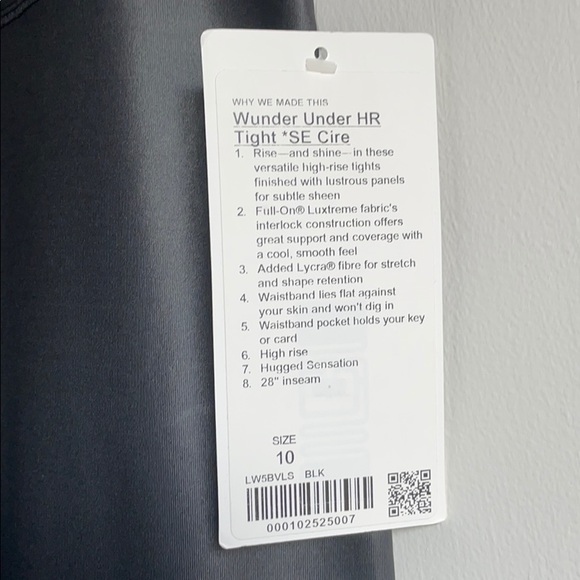 WHY WE MADE THIS
Wunder Under HR
Tight *SE Cire
1. Rise—and shine—in these
versatile high-rise tights
finished with lustrous panels
for subtle sheen
2. Full-On® Luxtreme fabric's
interlock construction offers
great support and coverage with
a cool, smooth feel
3. Added Lycra® fibre for stretch
and shape retention
4. Waistband lies flat against
your skin and won't dig in
5. Waistband pocket holds your key
or card
6. High rise
7. Hugged Sensation
8. 28" inseam
SIZE
10
LW5BVLS BLK
000102525007